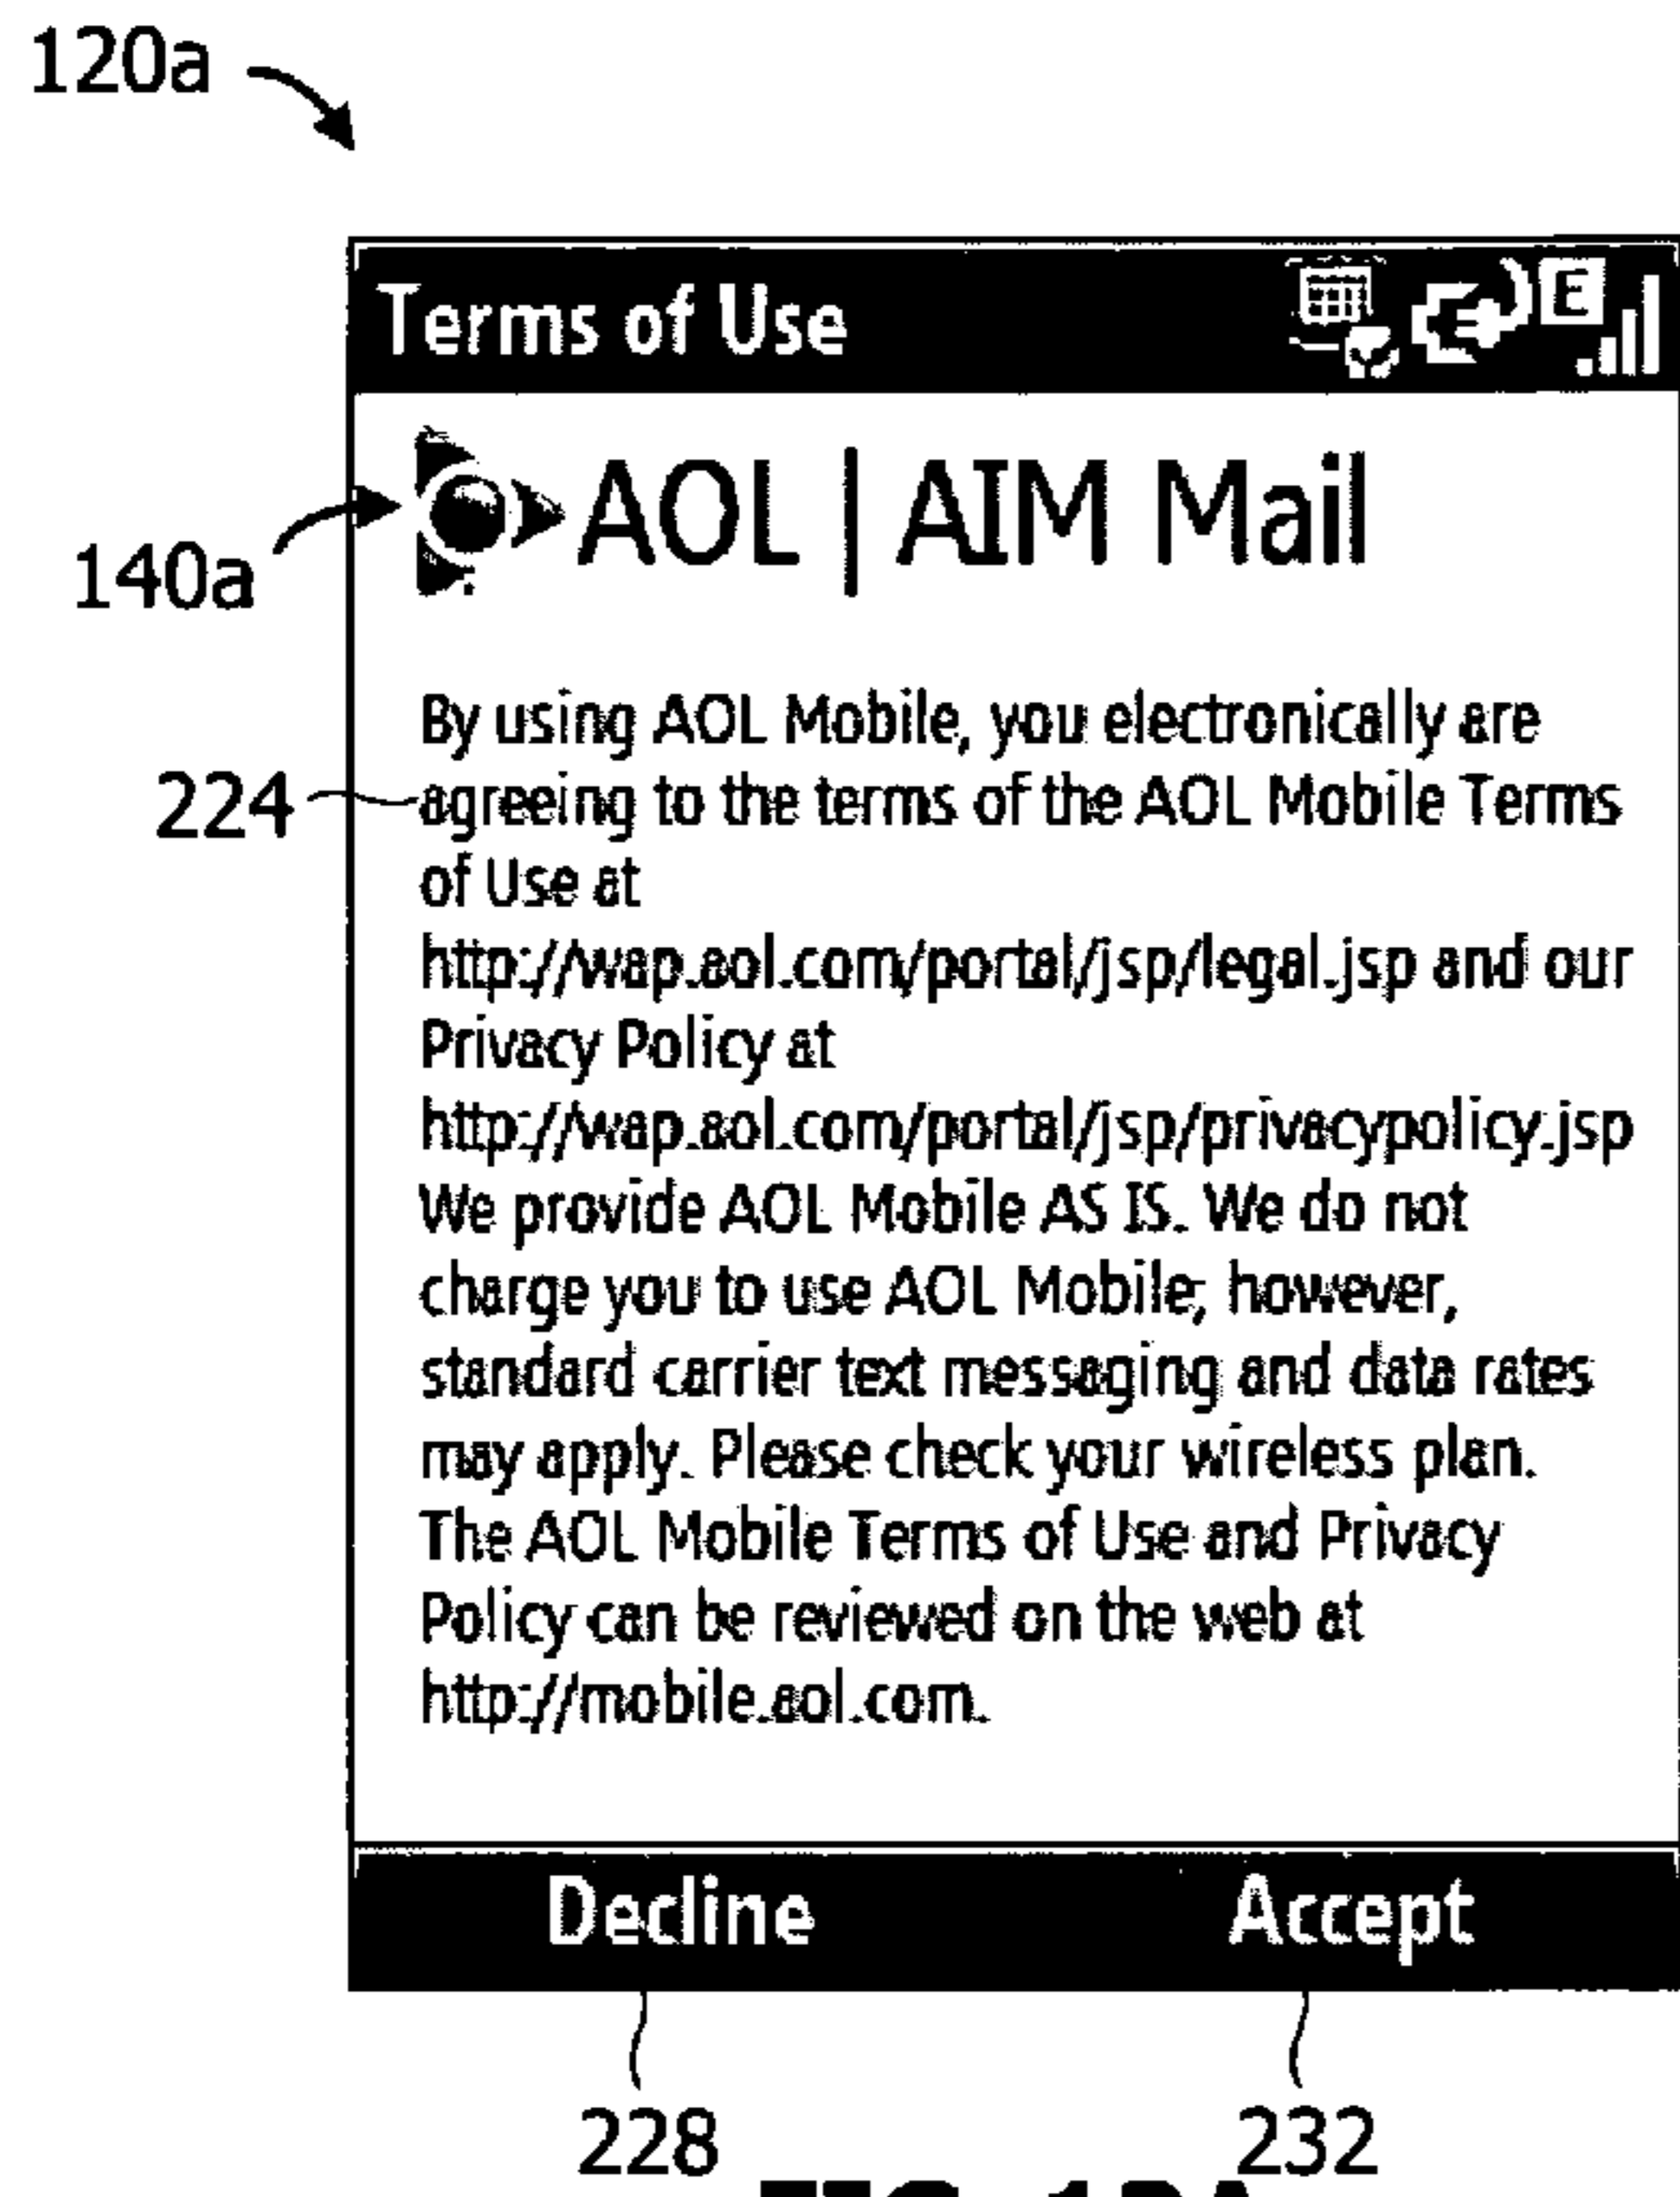 120a
Terms of Use
E
AOL | AIM Mail
140a
By using AOL Mobile, you electronically are
224
agreeing to the terms of the AOL Mobile Terms
of Use at
http://wap.aol.com/portal/jsp/legal.jsp and our
Privacy Policy at
http://wap.aol.com/portal/jsp/privacypolicy.jsp
We provide AOL Mobile AS IS. We do not
charge you to use AOL Mobile; however,
standard carrier text messaging and data rates
may apply. Please check your wireless plan.
The AOL Mobile Terms of Use and Privacy
Policy can be reviewed on the web at
http://mobile.aol.com.
Decline Accept
228 232